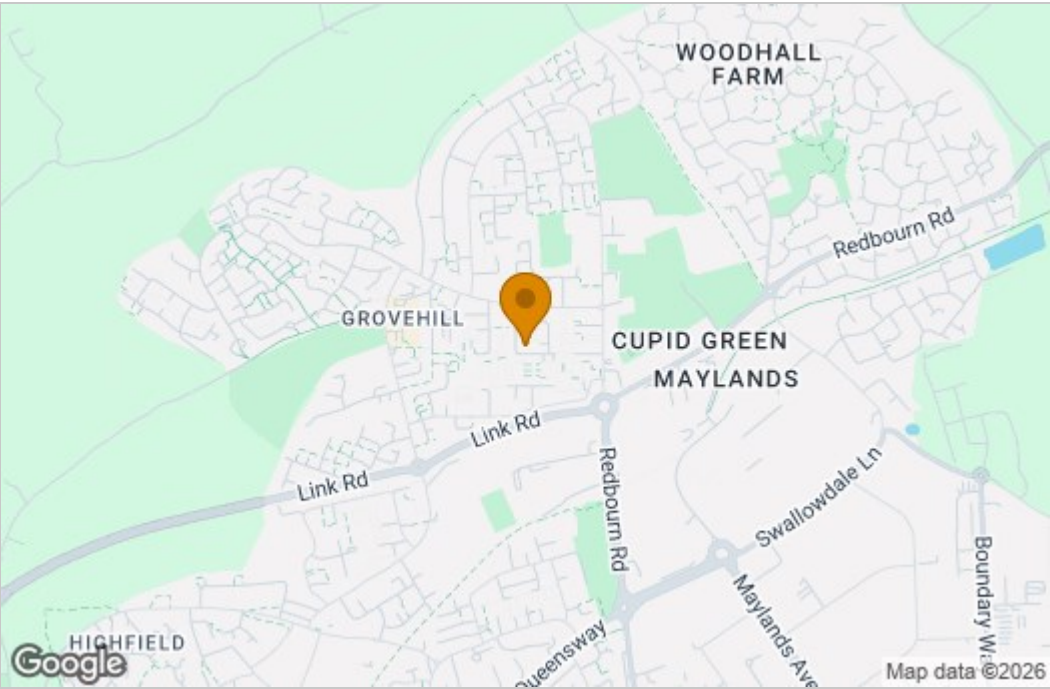 WOODHALL
FARM
Redbourn Rd
GROVEHILL
CUPID GREEN
MAYLANDS
Link Rd
Link Rd
Redbourn Rd
Swallowdale Ln
Boundary Wa
Maylands Ave
Queensway
HIGHFIELD
Google
Map data ©2026